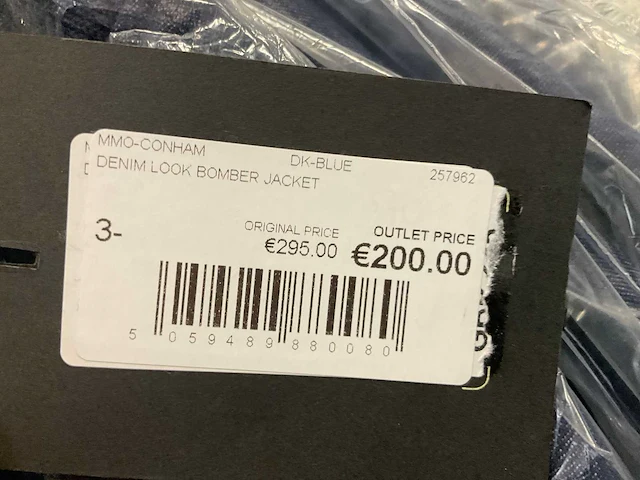 MMO-CONHAM
DK-BLUE
257962
DENIM LOOK BOMBER JACKET
3-
ORIGINAL PRICE
€295.00
OUTLET PRICE
€200.00
5 059489 880080